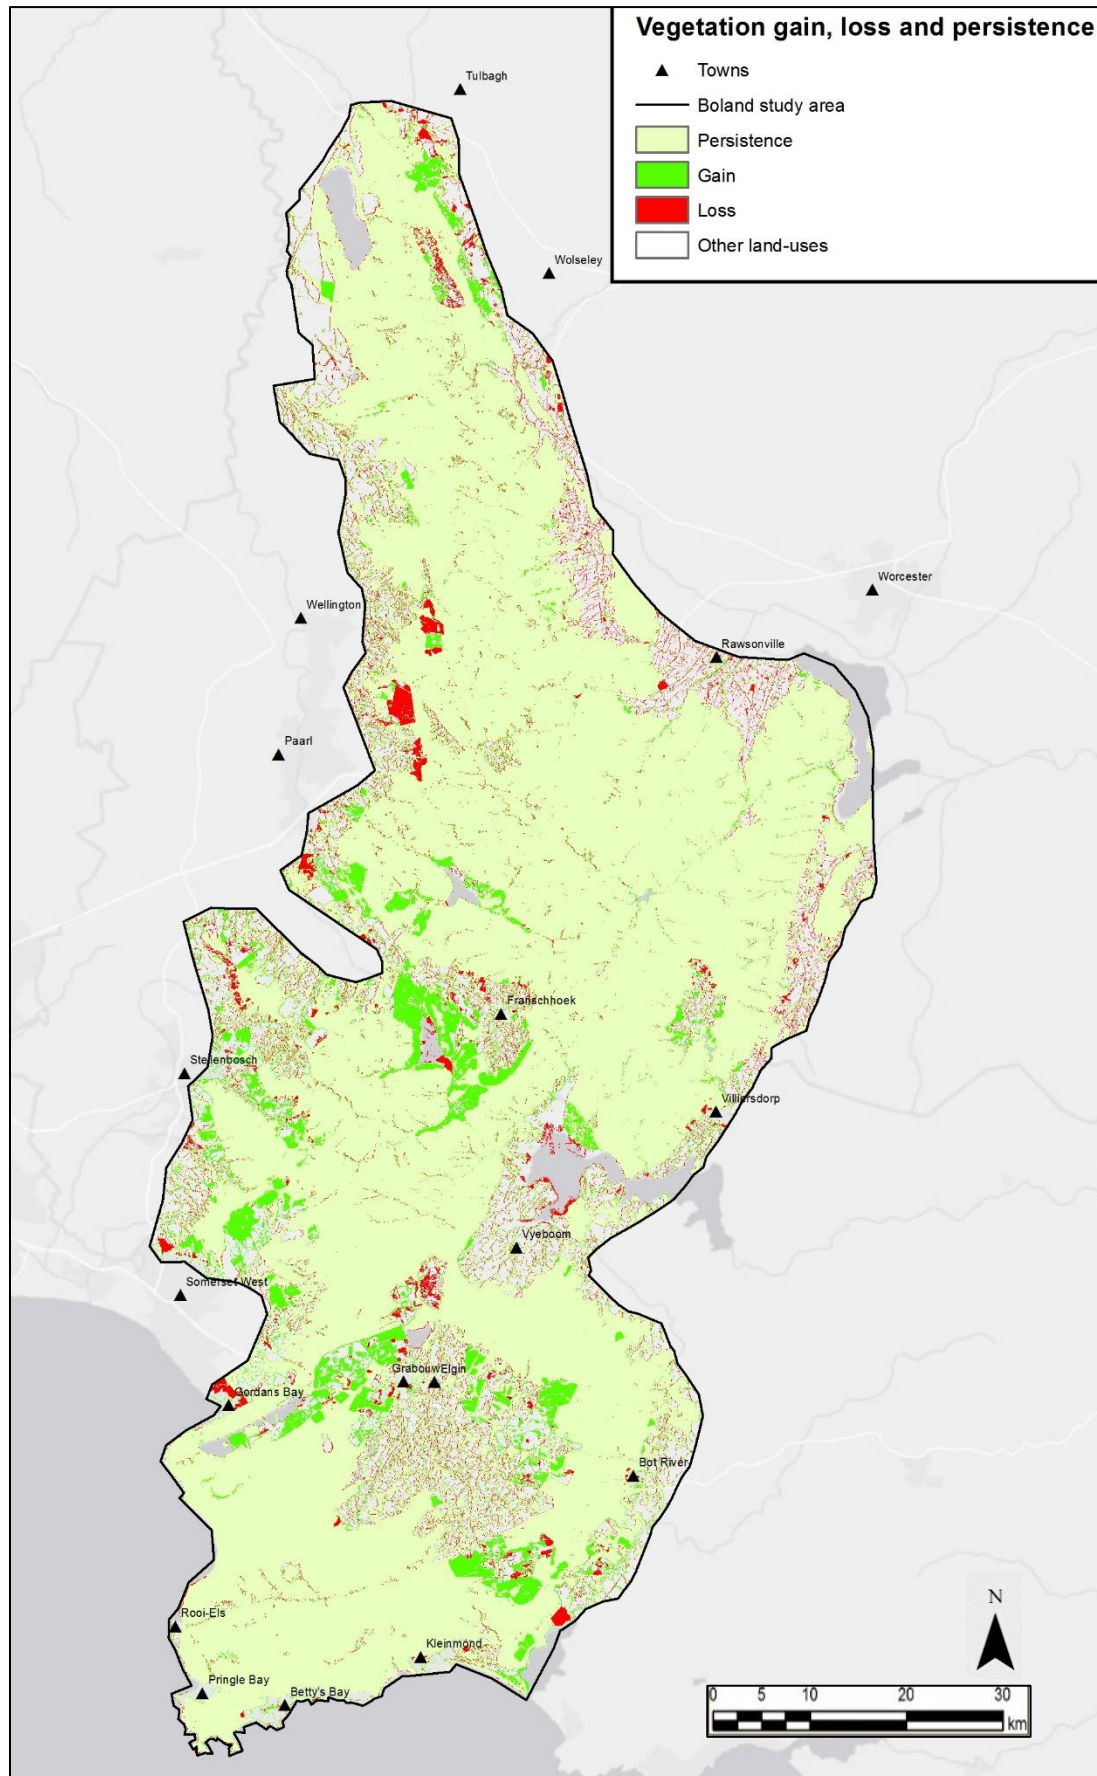 Vegetation gain, loss and persistence
Towns
Boland study area
Persistence
Gain
Loss
Other land-uses
Tulbagh
Wolseley
Worcester
Wellington
Rawsonville
Paarl
Franschhoek
Stellenbosch
Villiersdorp
Vyeboom
Somerset West
Grabouw Elgin
Gordans Bay
Bot River
Rooi-Els
Kleinmond
Pringle Bay
Betty's Bay
N
0 5 10 20 30
km